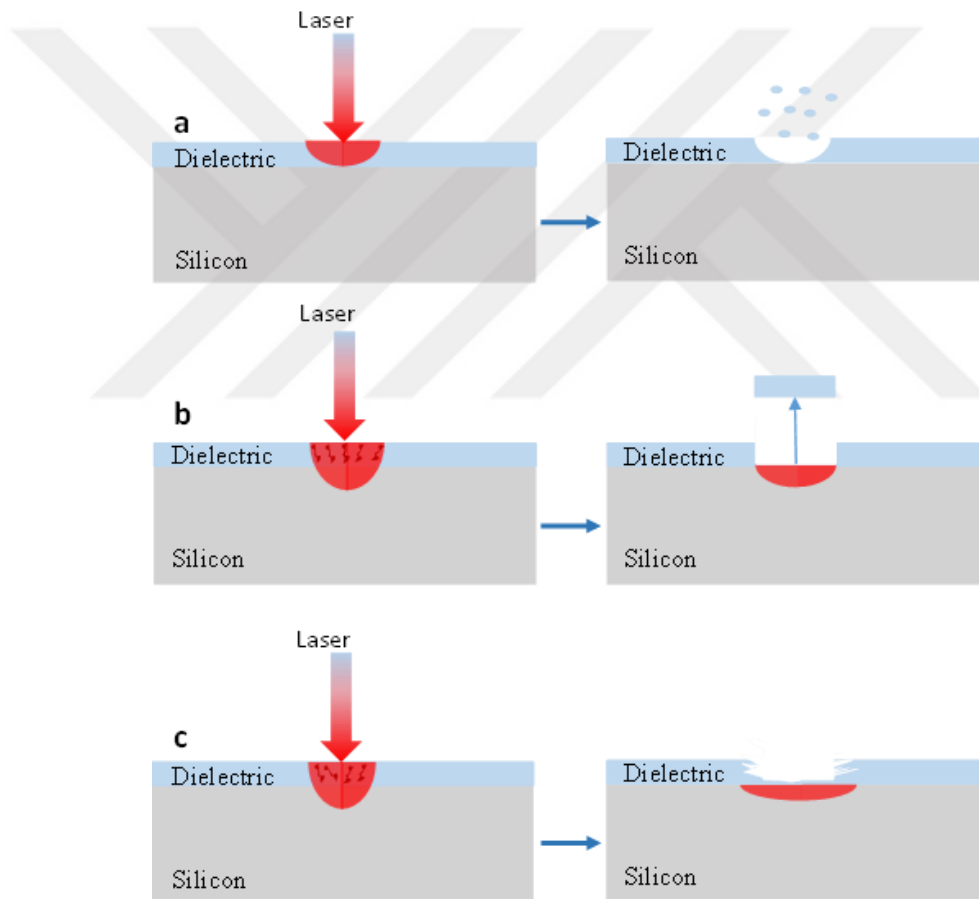 Laser
a
Dielectric
Dielectric
Silicon
Silicon
Laser
b
Dielectric
Dielectric
Silicon
Silicon
Laser
c
Dielectric
Dielectric
Silicon
Silicon